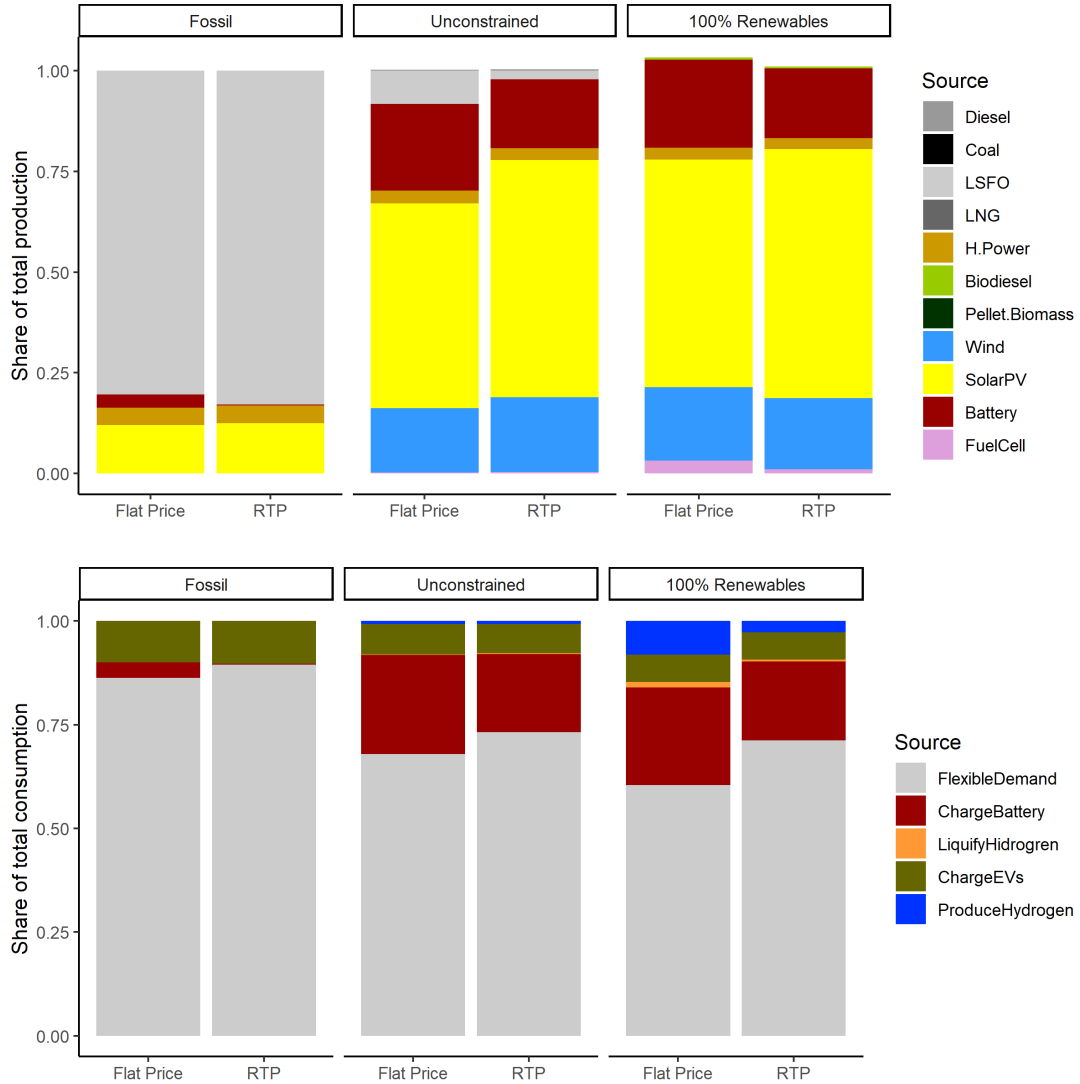 Fossil
Unconstrained
100% Renewables
1.00
0.75
0.50
0.25
0.00
Share of total production
Flat Price
RTP
Flat Price
RTP
Flat Price
RTP
Source
Diesel
Coal
LSFO
LNG
H.Power
Biodiesel
Pellet.Biomass
Wind
SolarPV
Battery
FuelCell
Fossil
Unconstrained
100% Renewables
1.00
0.75
0.50
0.25
0.00
Share of total consumption
Flat Price
RTP
Flat Price
RTP
Flat Price
RTP
Source
FlexibleDemand
ChargeBattery
LiquifyHidrogren
ChargeEVs
ProduceHydrogen